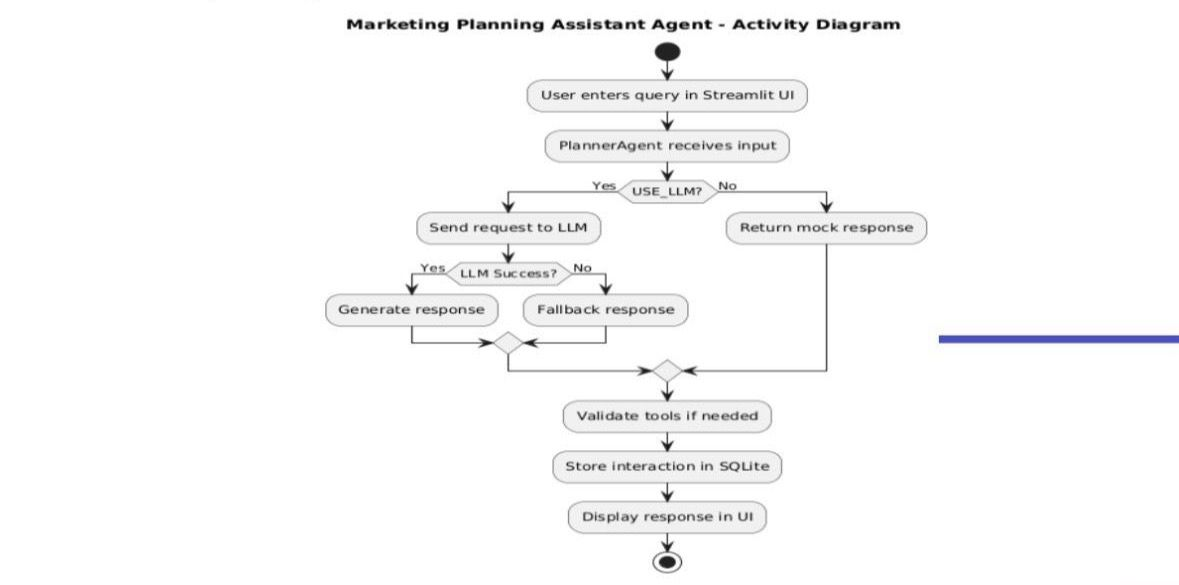 Marketing Planning Assistant Agent - Activity Diagram
User enters query in Streamlit UI
PlannerAgent receives input
Yes
USE_LLM?
No
Send request to LLM
Return mock response
Yes
LLM Success?
No
Generate response
Fallback response
Validate tools if needed
Store interaction in SQLite
Display response in UI